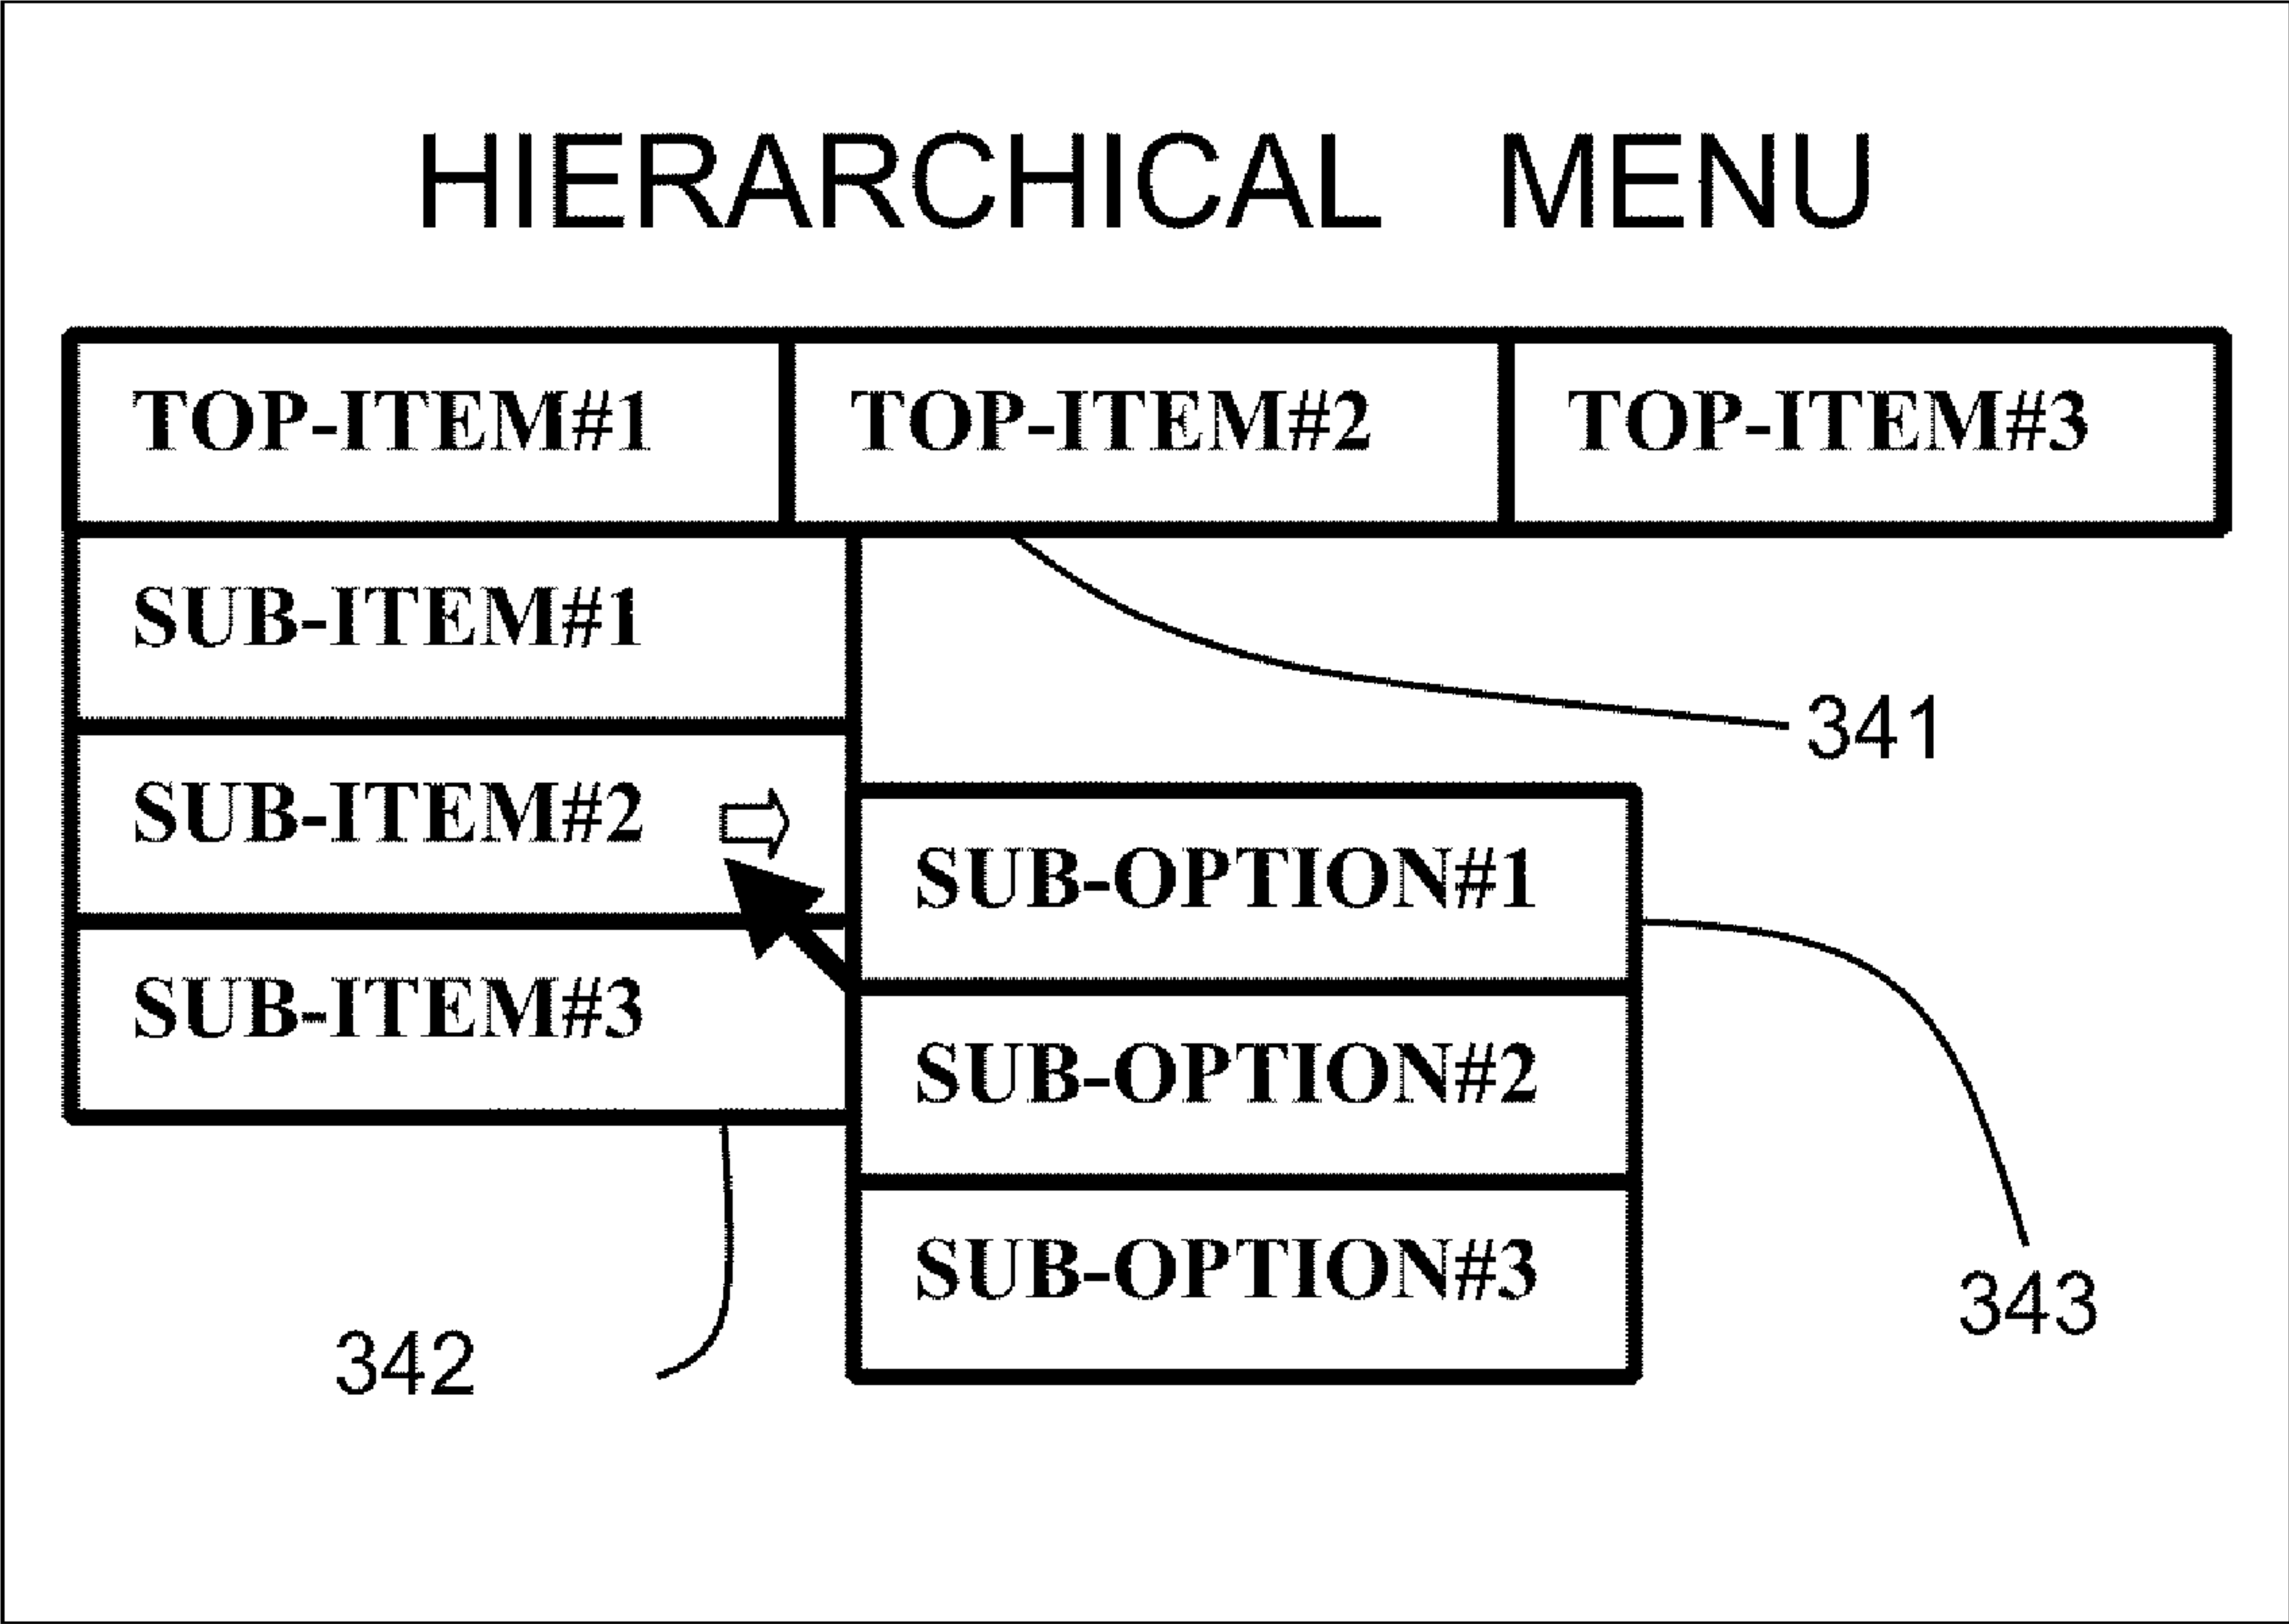 HIERARCHICAL MENU
TOP-ITEM#1 TOP-ITEM#2 TOP-ITEM#3
SUB-ITEM#1
341
SUB-ITEM#2
SUB-OPTION#1
SUB-ITEM#3
SUB-OPTION#2
SUB-OPTION#3
343
342